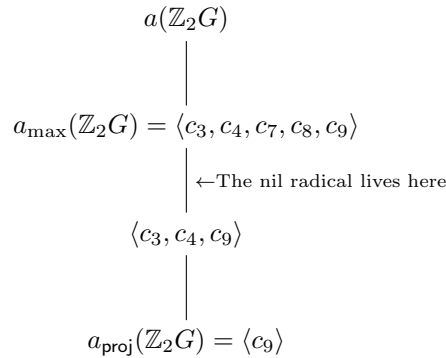 a(ℤ₂G)
a_max(ℤ₂G) = ⟨c₃, c₄, c₇, c₈, c₉⟩
←The nil radical lives here
⟨c₃, c₄, c₉⟩
a_proj(ℤ₂G) = ⟨c₉⟩